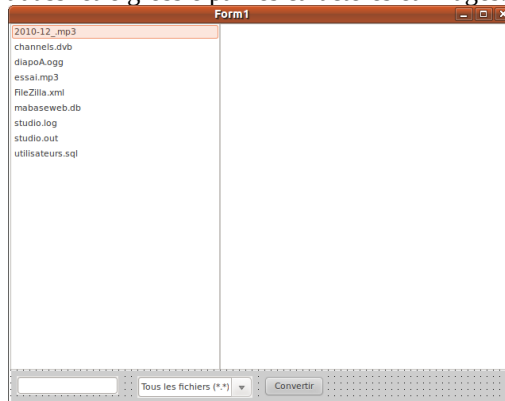 Form1
2010-12_.mp3
channels.dvb
diapoA.ogg
essai.mp3
FileZilla.xml
mabaseweb.db
studio.log
studio.out
utilisateurs.sql
Tous les fichiers (*.*)
Convertir